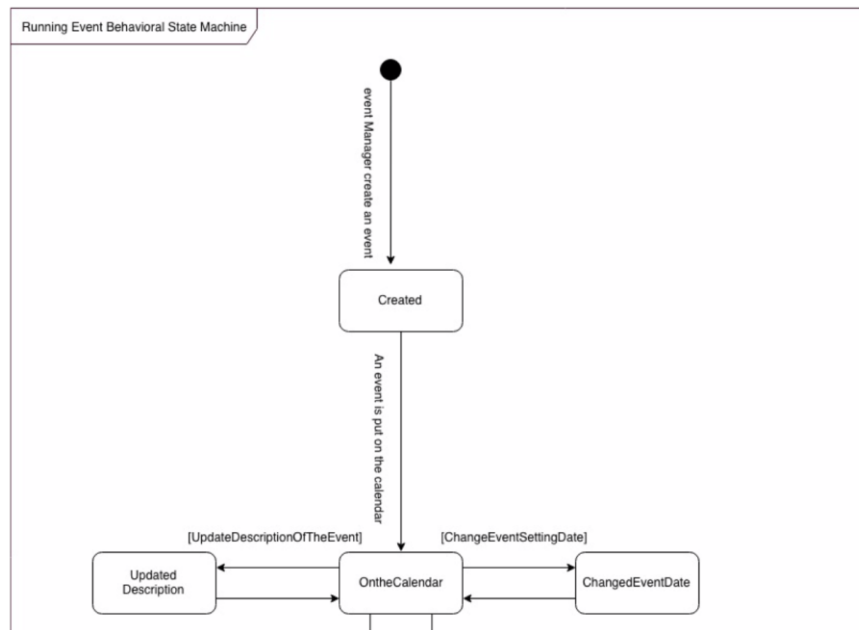 Running Event Behavioral State Machine
event Manager create an event
Created
An event is put on the calendar
[UpdateDescriptionOfTheEvent]
[ChangeEventSettingDate]
Updated
Description
OntheCalendar
ChangedEventDate